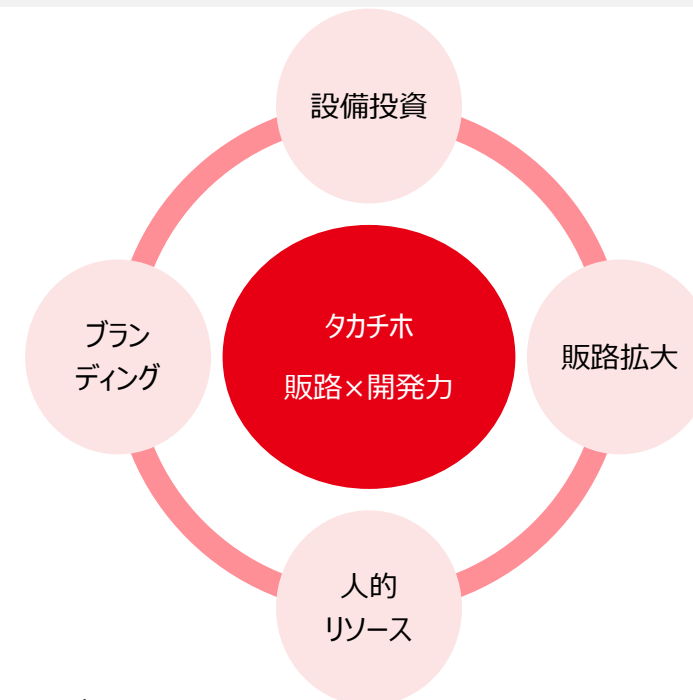 設備投資
ブラン
ディング
タカチホ
販路×開発力
販路拡大
人的
リソース